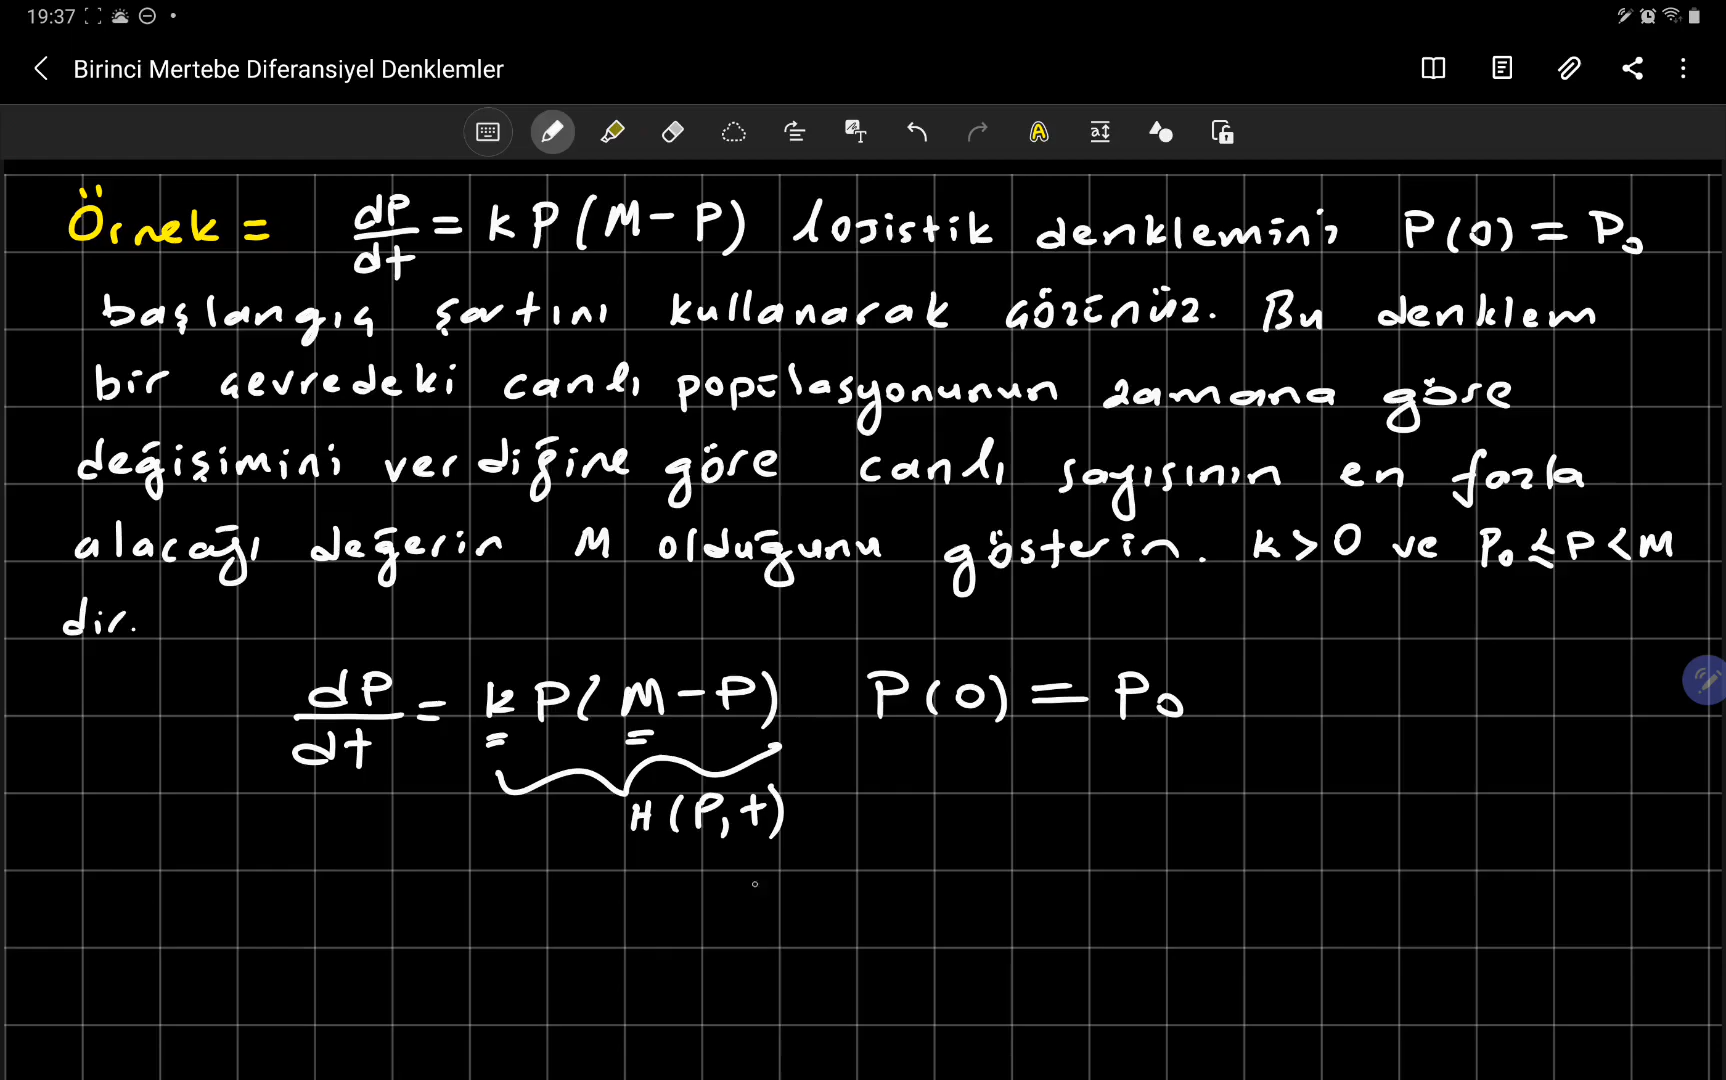 19:37
Birinci Mertebe Diferansiyel Denklemler
Örnek = dP/dt = kP(M-P) lojistik denklemini P(0) = P₀
başlangıç şartını kullanarak çözünüz. Bu denklem
bir çevredeki canlı popülasyonunun zamana göre
değişimini verdiğine göre canlı sayısının en fazla
alacağı değerin M olduğunu gösterin. k>0 ve P₀≤P<M
dir.
dP/dt = kP(M-P) P(0) = P₀
H(P,t)